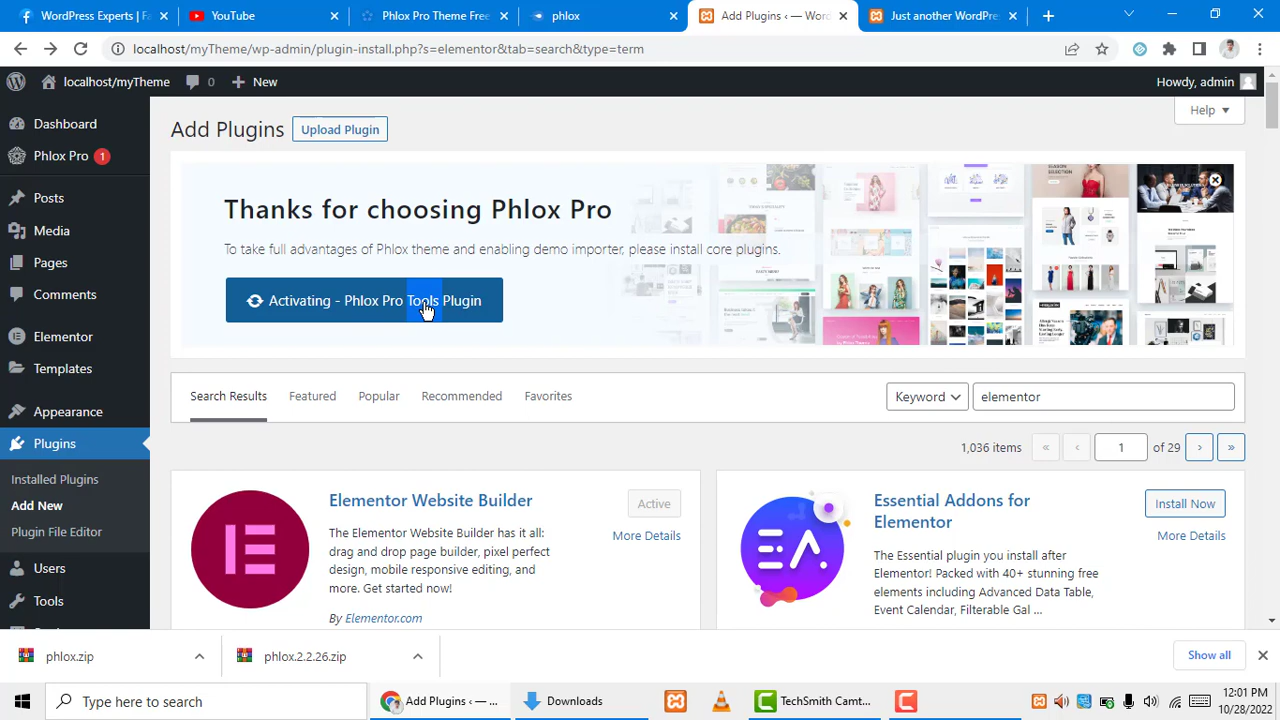 WordPress Experts | Fa
YouTube
Phlox Pro Theme Free
phlox
Add Plugins ‹ — Wor
Just another WordPre
localhost/myTheme/wp-admin/plugin-install.php?s=elementor&tab=search&type=term
localhost/myTheme
0
New
Howdy, admin
Dashboard
Phlox Pro 1
Posts
Media
Pages
Comments
Elementor
Templates
Appearance
Plugins
Installed Plugins
Add New
Plugin File Editor
Users
Tools
Add Plugins
Upload Plugin
Help
Thanks for choosing Phlox Pro
To take full advantages of Phlox theme and enabling demo importer, please install core plugins.
Activating - Phlox Pro Tools Plugin
Search Results
Featured
Popular
Recommended
Favorites
Keyword
elementor
1,036 items
«
‹
1
of 29
›
»
Elementor Website Builder
Active
More Details
The Elementor Website Builder has it all:
drag and drop page builder, pixel perfect
design, mobile responsive editing, and
more. Get started now!
By Elementor.com
Essential Addons for
Elementor
Install Now
More Details
The Essential plugin you install after
Elementor! Packed with 40+ stunning free
elements including Advanced Data Table,
Event Calendar, Filterable Gal ...
phlox.zip
phlox.2.2.26.zip
Show all
Type here to search
Add Plugins ‹ — ...
Downloads
TechSmith Camt...
12:01 PM
10/28/2022